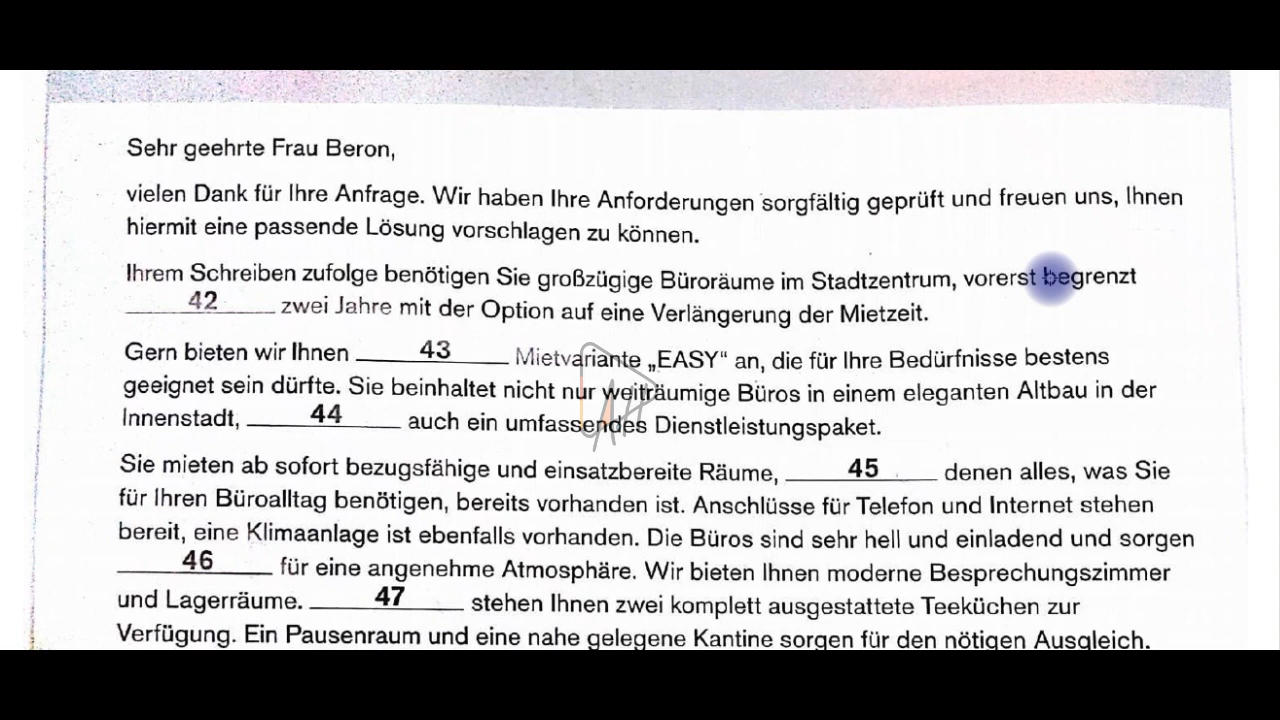 Sehr geehrte Frau Beron,
vielen Dank für Ihre Anfrage. Wir haben Ihre Anforderungen sorgfältig geprüft und freuen uns, Ihnen
hiermit eine passende Lösung vorschlagen zu können.
Ihrem Schreiben zufolge benötigen Sie großzügige Büroräume im Stadtzentrum, vorerst begrenzt
42 zwei Jahre mit der Option auf eine Verlängerung der Mietzeit.
Gern bieten wir Ihnen 43 Mietvariante „EASY“ an, die für Ihre Bedürfnisse bestens
geeignet sein dürfte. Sie beinhaltet nicht nur weiträumige Büros in einem eleganten Altbau in der
Innenstadt, 44 auch ein umfassendes Dienstleistungspaket.
Sie mieten ab sofort bezugsfähige und einsatzbereite Räume, 45 denen alles, was Sie
für Ihren Büroalltag benötigen, bereits vorhanden ist. Anschlüsse für Telefon und Internet stehen
bereit, eine Klimaanlage ist ebenfalls vorhanden. Die Büros sind sehr hell und einladend und sorgen
46 für eine angenehme Atmosphäre. Wir bieten Ihnen moderne Besprechungszimmer
und Lagerräume. 47 stehen Ihnen zwei komplett ausgestattete Teeküchen zur
Verfügung. Ein Pausenraum und eine nahe gelegene Kantine sorgen für den nötigen Ausgleich.